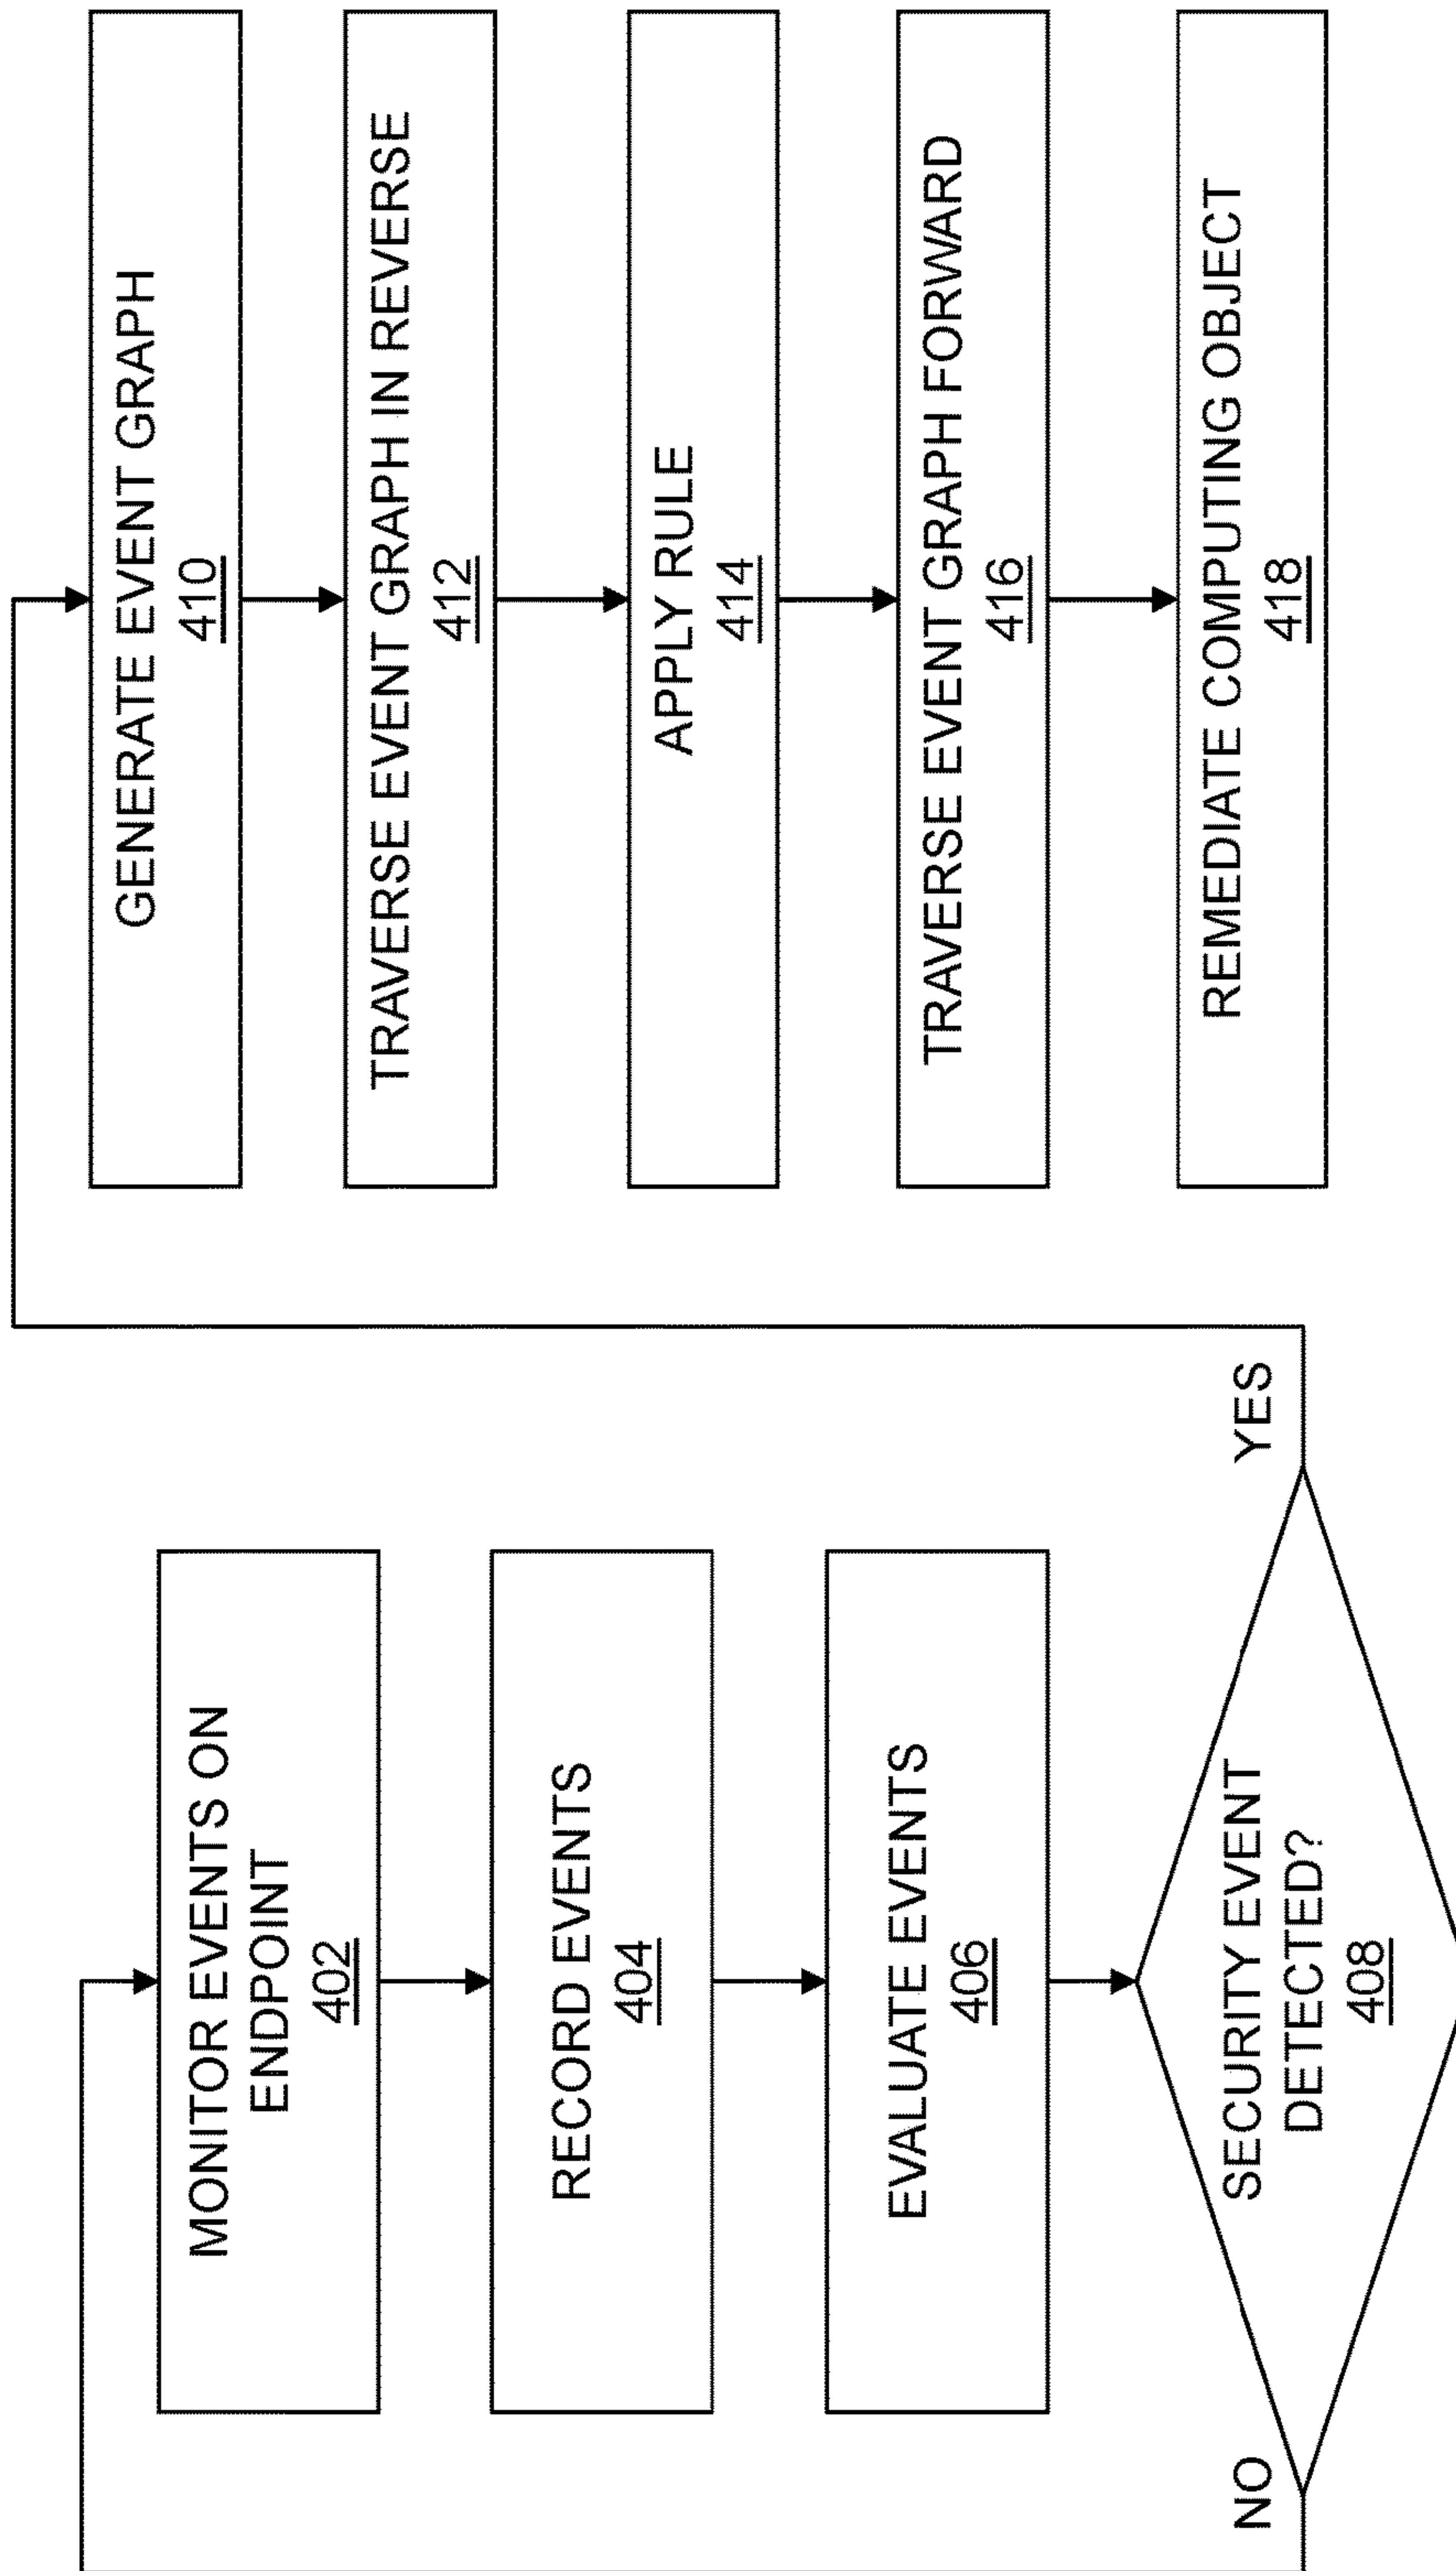 MONITOR EVENTS ON
ENDPOINT
402
RECORD EVENTS
404
EVALUATE EVENTS
406
SECURITY EVENT
DETECTED?
408
NO
YES
GENERATE EVENT GRAPH
410
TRAVERSE EVENT GRAPH IN REVERSE
412
APPLY RULE
414
TRAVERSE EVENT GRAPH FORWARD
416
REMEDIATE COMPUTING OBJECT
418